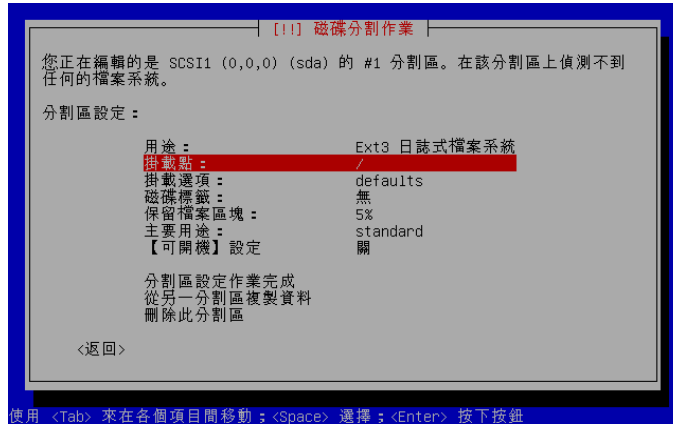 [!!] 磁碟分割作業
您正在編輯的是 SCSI1 (0,0,0) (sda) 的 #1 分割區。在該分割區上偵測不到
任何的檔案系統。
分割區設定：
用途： Ext3 日誌式檔案系統
掛載點： /
掛載選項： defaults
磁碟標籤： 無
保留檔案區塊： 5%
主要用途： standard
【可開機】設定 關
分割區設定作業完成
從另一分割區複製資料
刪除此分割區
<返回>
使用 <Tab> 來在各個項目間移動；<Space> 選擇；<Enter> 按下按鈕